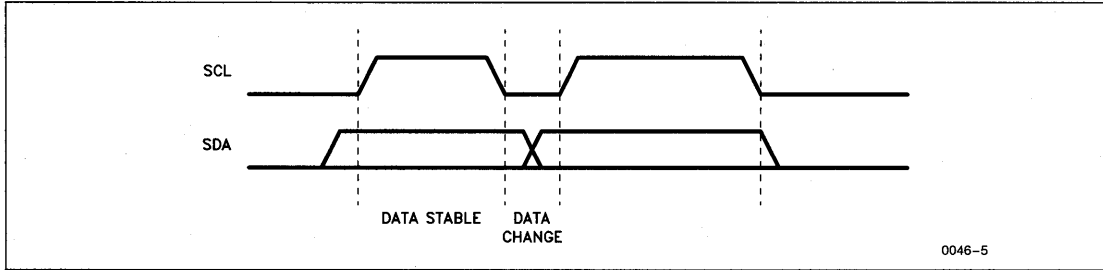 SCL
SDA
DATA STABLE
DATA
CHANGE
0046-5